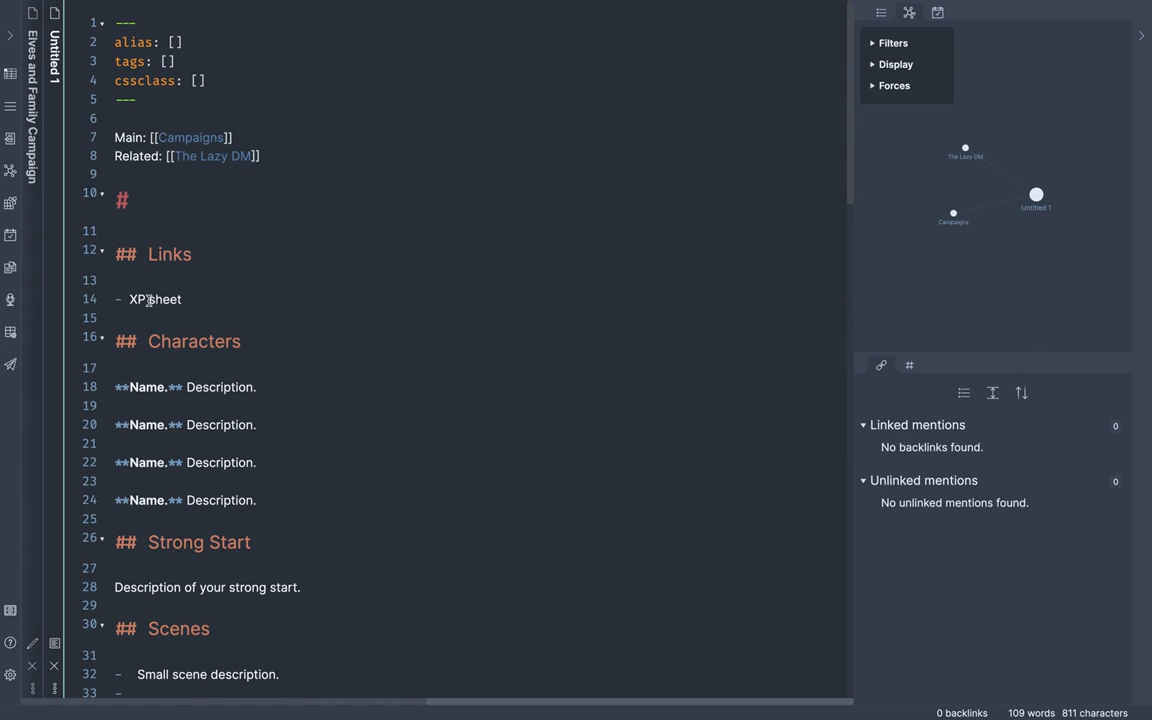 Elves and Family Campaign
Untitled 1
1 ---
2 alias: []
3 tags: []
4 cssclass: []
5 ---
6
7 Main: [[Campaigns]]
8 Related: [[The Lazy DM]]
9
10 #
11
12 ## Links
13
14 - XP sheet
15
16 ## Characters
17
18 **Name.** Description.
19
20 **Name.** Description.
21
22 **Name.** Description.
23
24 **Name.** Description.
25
26 ## Strong Start
27
28 Description of your strong start.
29
30 ## Scenes
31
32 - Small scene description.
33 -
Filters
Display
Forces
The Lazy DM
Untitled 1
Campaigns
Linked mentions 0
No backlinks found.
Unlinked mentions 0
No unlinked mentions found.
0 backlinks 109 words 811 characters